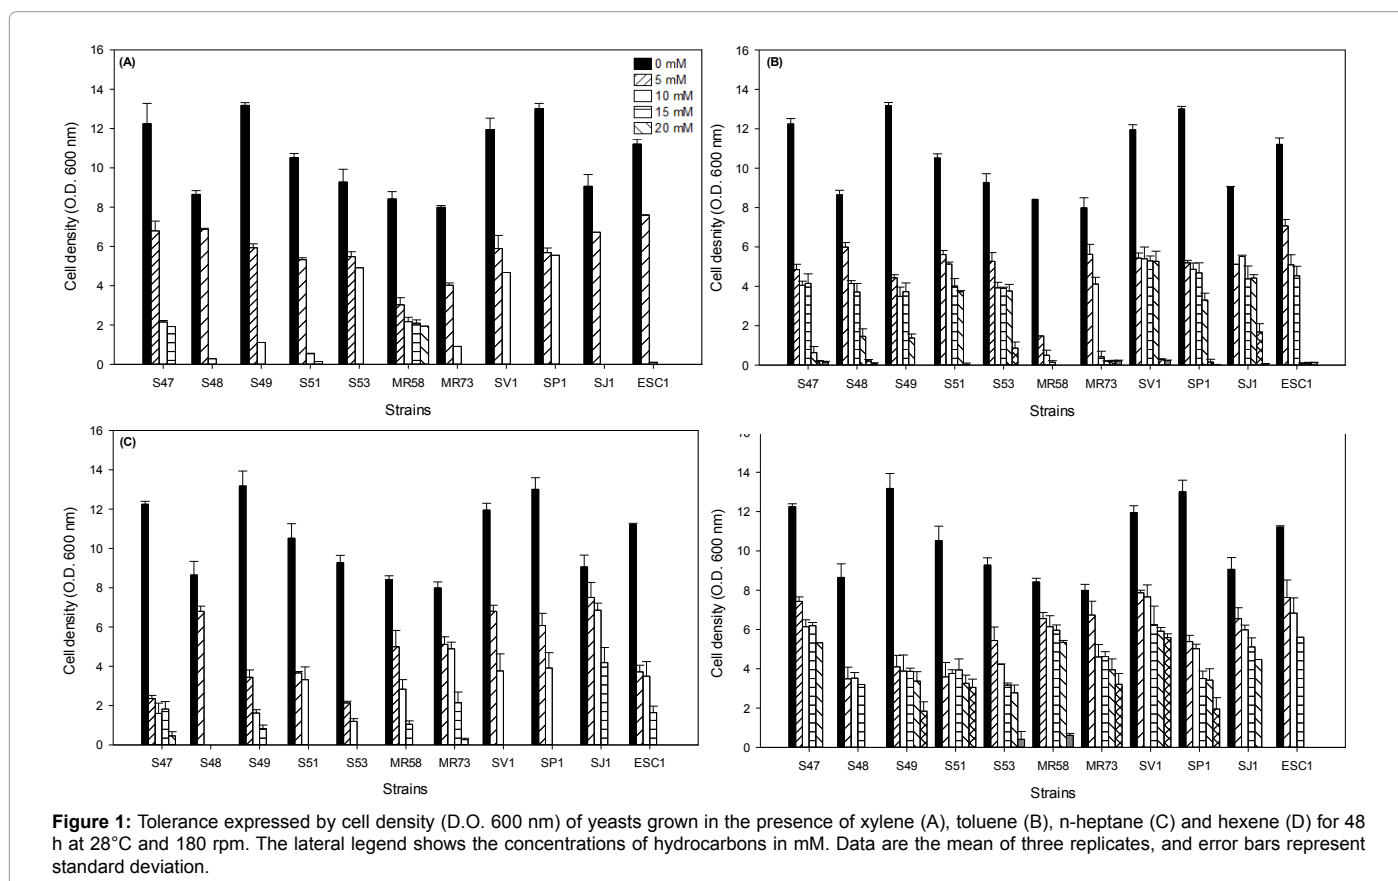 (A)
0 mM
5 mM
10 mM
15 mM
20 mM
16
14
12
10
8
6
4
2
0
Cell density (O.D. 600 nm)
S47 S48 S49 S51 S53 MR58 MR73 SV1 SP1 SJ1 ESC1
Strains
(B)
16
14
12
10
8
6
4
2
0
Cell desnity (O.D. 600 nm)
S47 S48 S49 S51 S53 MR58 MR73 SV1 SP1 SJ1 ESC1
Strains
(C)
16
14
12
10
8
6
4
2
0
Cell density (O.D. 600 nm)
S47 S48 S49 S51 S53 MR58 MR73 SV1 SP1 SJ1 ESC1
Strains
16
14
12
10
8
6
4
2
0
Cell density (O.D. 600 nm)
S47 S48 S49 S51 S53 MR58 MR73 SV1 SP1 SJ1 ESC1
Strains
Figure 1: Tolerance expressed by cell density (D.O. 600 nm) of yeasts grown in the presence of xylene (A), toluene (B), n-heptane (C) and hexene (D) for 48
h at 28°C and 180 rpm. The lateral legend shows the concentrations of hydrocarbons in mM. Data are the mean of three replicates, and error bars represent
standard deviation.